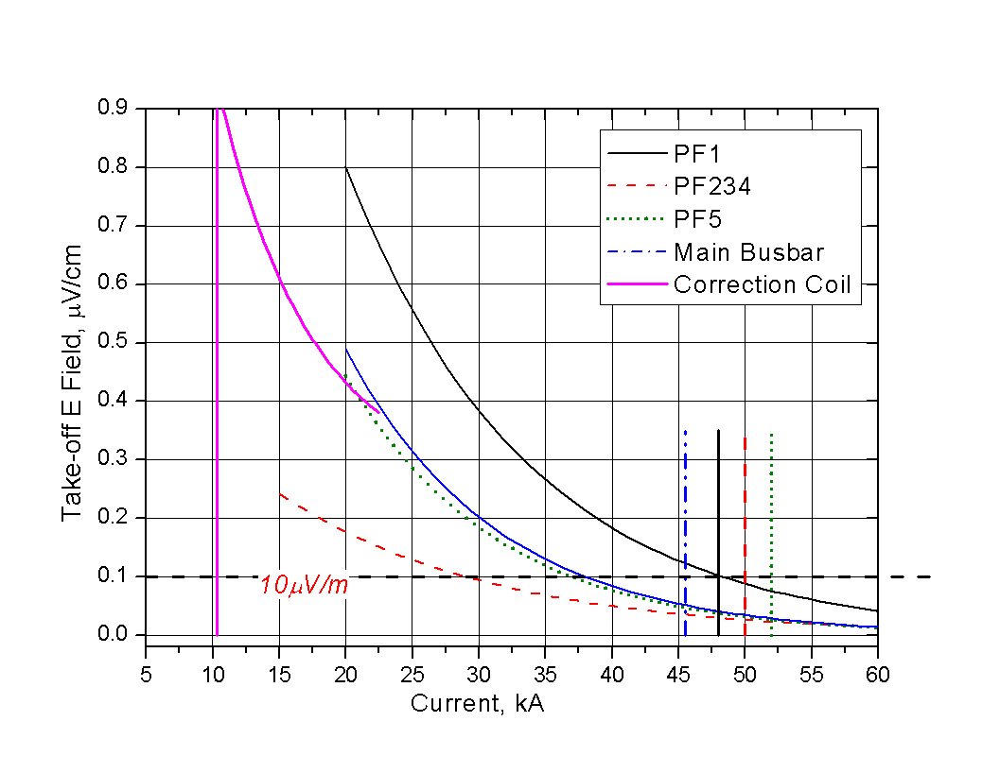 0.9
0.8
0.7
0.6
0.5
0.4
0.3
0.2
0.1
0.0
Take-off E Field, μV/cm
PF1
PF234
PF5
Main Busbar
Correction Coil
10μV/m
5 10 15 20 25 30 35 40 45 50 55 60
Current, kA